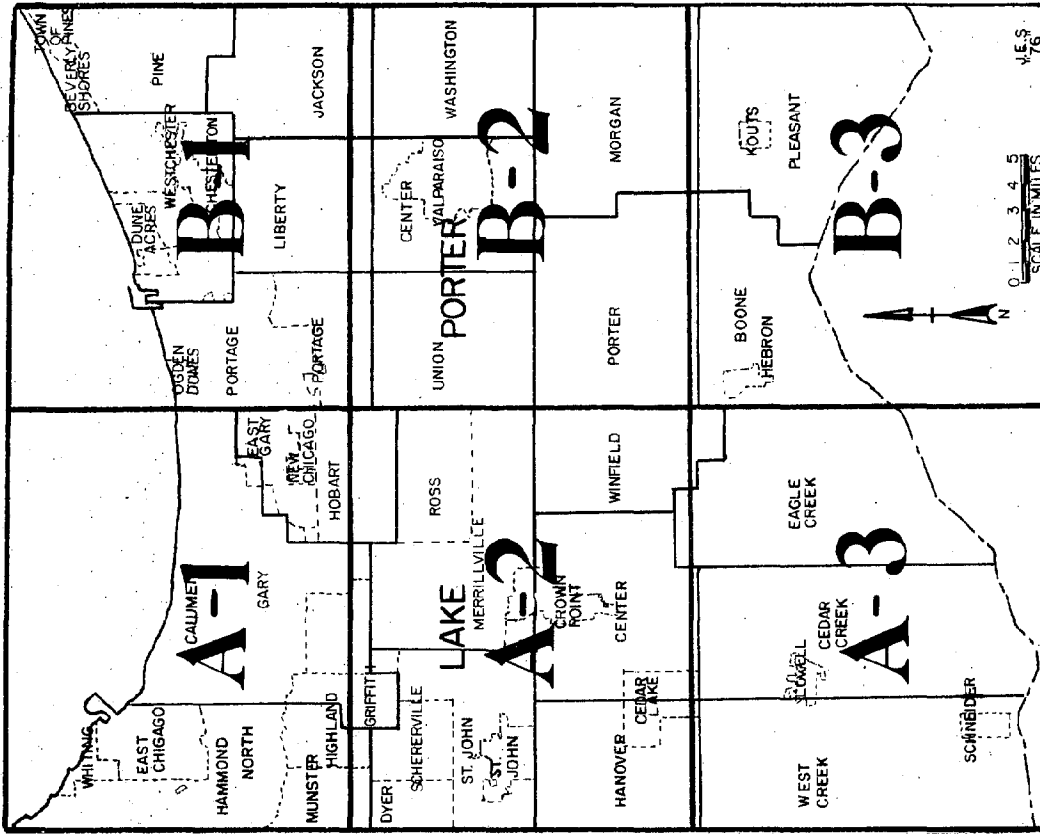 TOWN
OF
BEVERLY
SHORES
PINES
PINE
WESTCHESTER
CHESTERTON
DUNE
ACRES
B-1
JACKSON
LIBERTY
OGDEN
DUNES
PORTAGE
PORTAGE
WHITING
EAST
CHICAGO
HAMMOND
NORTH
MUNSTER
HIGHLAND
GRIFFITH
CALUMET
A-1
GARY
EAST
GARY
NEW
CHICAGO
HOBART
WASHINGTON
CENTER
VALPARAISO
B-2
PORTER
UNION
MORGAN
PORTER
DYER
SCHERERVILLE
ST. JOHN
ST.
JOHN
LAKE
MERRILLVILLE
ROSS
A-2
CROWN
POINT
CENTER
WINFIELD
HANOVER
CEDAR
LAKE
WEST
CREEK
LOWELL
CEDAR
CREEK
A-3
EAGLE
CREEK
SCHNEIDER
BOONE
HEBRON
KOUTS
PLEASANT
B-3
N
0 1 2 3 4 5
SCALE IN MILES
J.E.S.
76